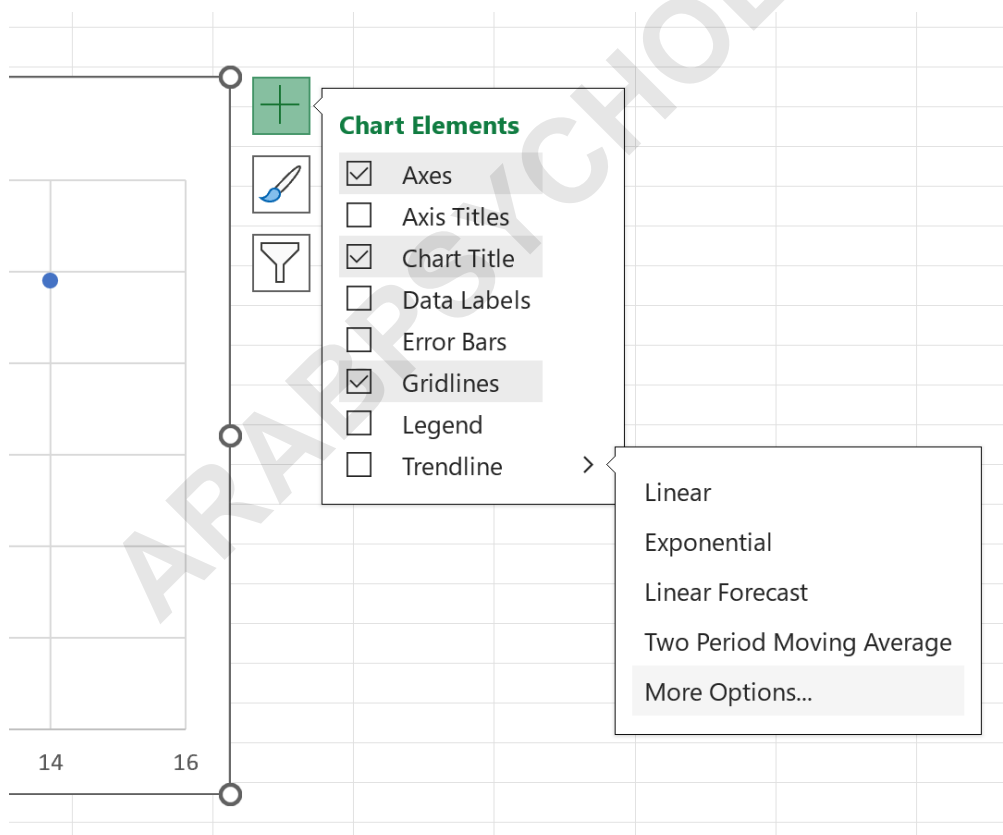 Chart Elements
Axes
Axis Titles
Chart Title
Data Labels
Error Bars
Gridlines
Legend
Trendline
Linear
Exponential
Linear Forecast
Two Period Moving Average
More Options...
14 16
ARABPSYCHOL